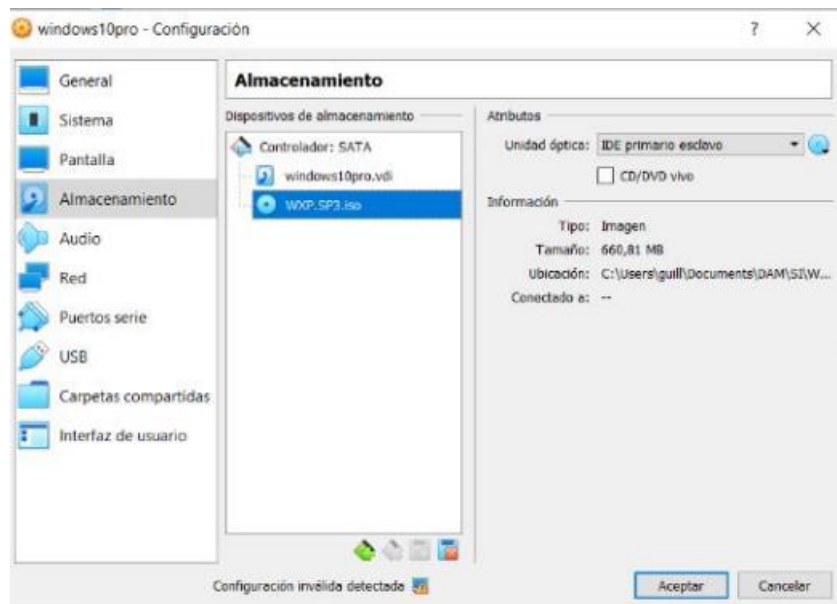 windows10pro - Configuración
?
General
Sistema
Pantalla
Almacenamiento
Audio
Red
Puertos serie
USB
Carpetas compartidas
Interfaz de usuario
Almacenamiento
Dispositivos de almacenamiento
Controlador: SATA
windows10pro.vdi
WXP.SP3.iso
Atributos
Unidad óptica: IDE primario esclavo
CD/DVD vivo
Información
Tipo: Imagen
Tamaño: 660,81 MB
Ubicación: C:\Users\guill\Documents\DAM\SI\W...
Conectado a: --
Configuración inválida detectada
Aceptar
Cancelar